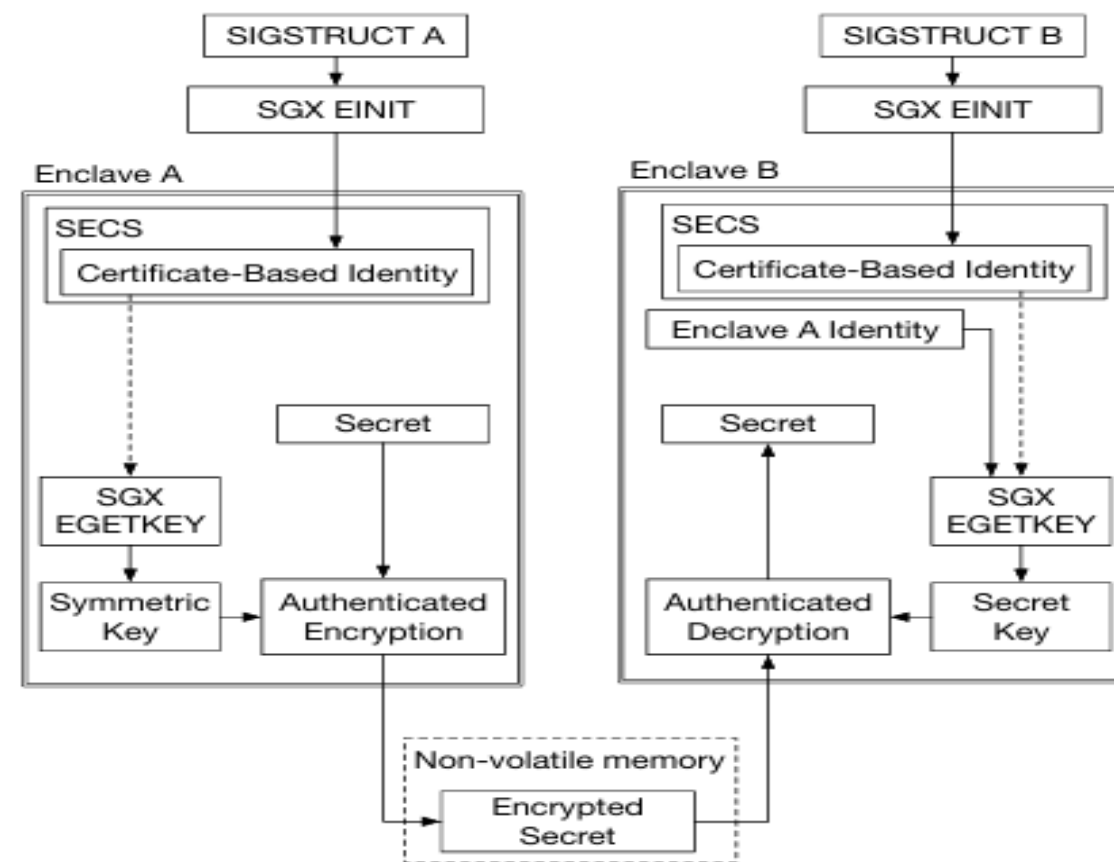 SIGSTRUCT A
SGX EINIT
Enclave A
SECS
Certificate-Based Identity
Secret
SGX
EGETKEY
Symmetric
Key
Authenticated
Encryption
SIGSTRUCT B
SGX EINIT
Enclave B
SECS
Certificate-Based Identity
Enclave A Identity
Secret
SGX
EGETKEY
Authenticated
Decryption
Secret
Key
Non-volatile memory
Encrypted
Secret